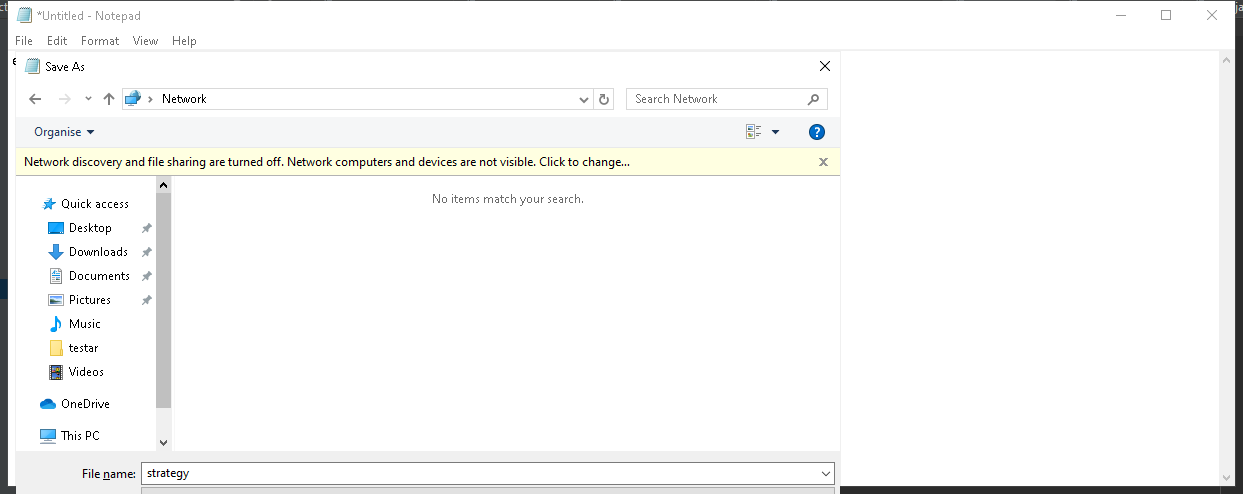 *Untitled - Notepad
File Edit Format View Help
Save As
Network
Search Network
Organise
Network discovery and file sharing are turned off. Network computers and devices are not visible. Click to change...
No items match your search.
Quick access
Desktop
Downloads
Documents
Pictures
Music
testar
Videos
OneDrive
This PC
File name: strategy